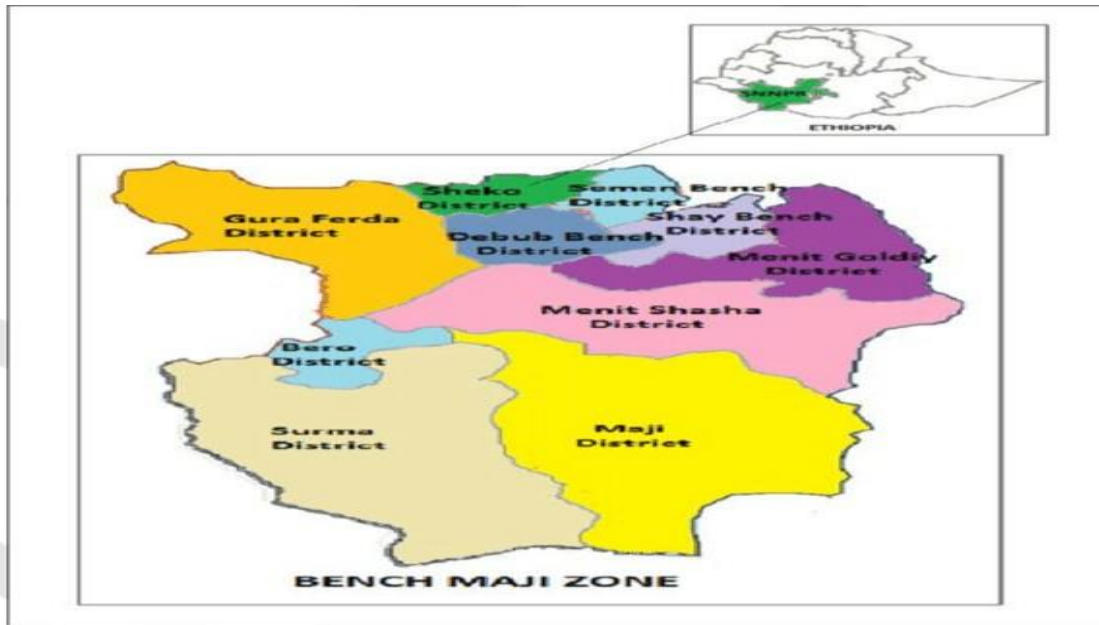 SNNPR
ETHIOPIA
Sheko
District
Semen Bench
District
Gura Ferda
District
Shay Bench
District
Debub Bench
District
Menit Goldiy
District
Menit Shasha
District
Bero
District
Surma
District
Maji
District
BENCH MAJI ZONE